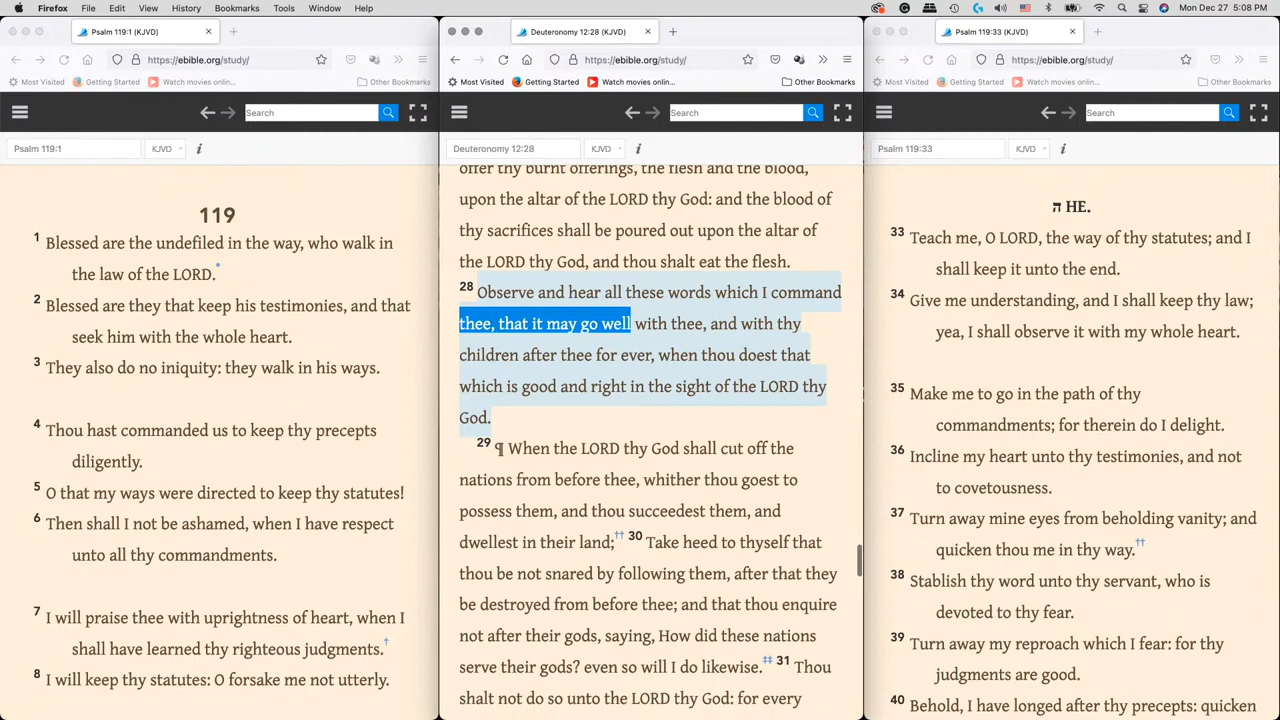 Firefox File Edit View History Bookmarks Tools Window Help Mon Dec 27 5:08 PM
Psalm 119:1 (KJVD)
https://ebible.org/study/
Most Visited Getting Started Watch movies onlin... Other Bookmarks
Search
Psalm 119:1 KJVD i
119
1 Blessed are the undefiled in the way, who walk in
the law of the LORD.*
2 Blessed are they that keep his testimonies, and that
seek him with the whole heart.
3 They also do no iniquity: they walk in his ways.
4 Thou hast commanded us to keep thy precepts
diligently.
5 O that my ways were directed to keep thy statutes!
6 Then shall I not be ashamed, when I have respect
unto all thy commandments.
7 I will praise thee with uprightness of heart, when I
shall have learned thy righteous judgments.†
8 I will keep thy statutes: O forsake me not utterly.
Deuteronomy 12:28 (KJVD)
https://ebible.org/study/
Most Visited Getting Started Watch movies onlin... Other Bookmarks
Search
Deuteronomy 12:28 KJVD i
offer thy burnt offerings, the flesh and the blood,
upon the altar of the LORD thy God: and the blood of
thy sacrifices shall be poured out upon the altar of
the LORD thy God, and thou shalt eat the flesh.
28 Observe and hear all these words which I command
thee, that it may go well with thee, and with thy
children after thee for ever, when thou doest that
which is good and right in the sight of the LORD thy
God.
29 ¶ When the LORD thy God shall cut off the
nations from before thee, whither thou goest to
possess them, and thou succeedest them, and
dwellest in their land;†† 30 Take heed to thyself that
thou be not snared by following them, after that they
be destroyed from before thee; and that thou enquire
not after their gods, saying, How did these nations
serve their gods? even so will I do likewise.‡‡ 31 Thou
shalt not do so unto the LORD thy God: for every
Psalm 119:33 (KJVD)
https://ebible.org/study/
Most Visited Getting Started Watch movies onlin... Other Bookmarks
Search
Psalm 119:33 KJVD i
ה HE.
33 Teach me, O LORD, the way of thy statutes; and I
shall keep it unto the end.
34 Give me understanding, and I shall keep thy law;
yea, I shall observe it with my whole heart.
35 Make me to go in the path of thy
commandments; for therein do I delight.
36 Incline my heart unto thy testimonies, and not
to covetousness.
37 Turn away mine eyes from beholding vanity; and
quicken thou me in thy way.††
38 Stablish thy word unto thy servant, who is
devoted to thy fear.
39 Turn away my reproach which I fear: for thy
judgments are good.
40 Behold, I have longed after thy precepts: quicken